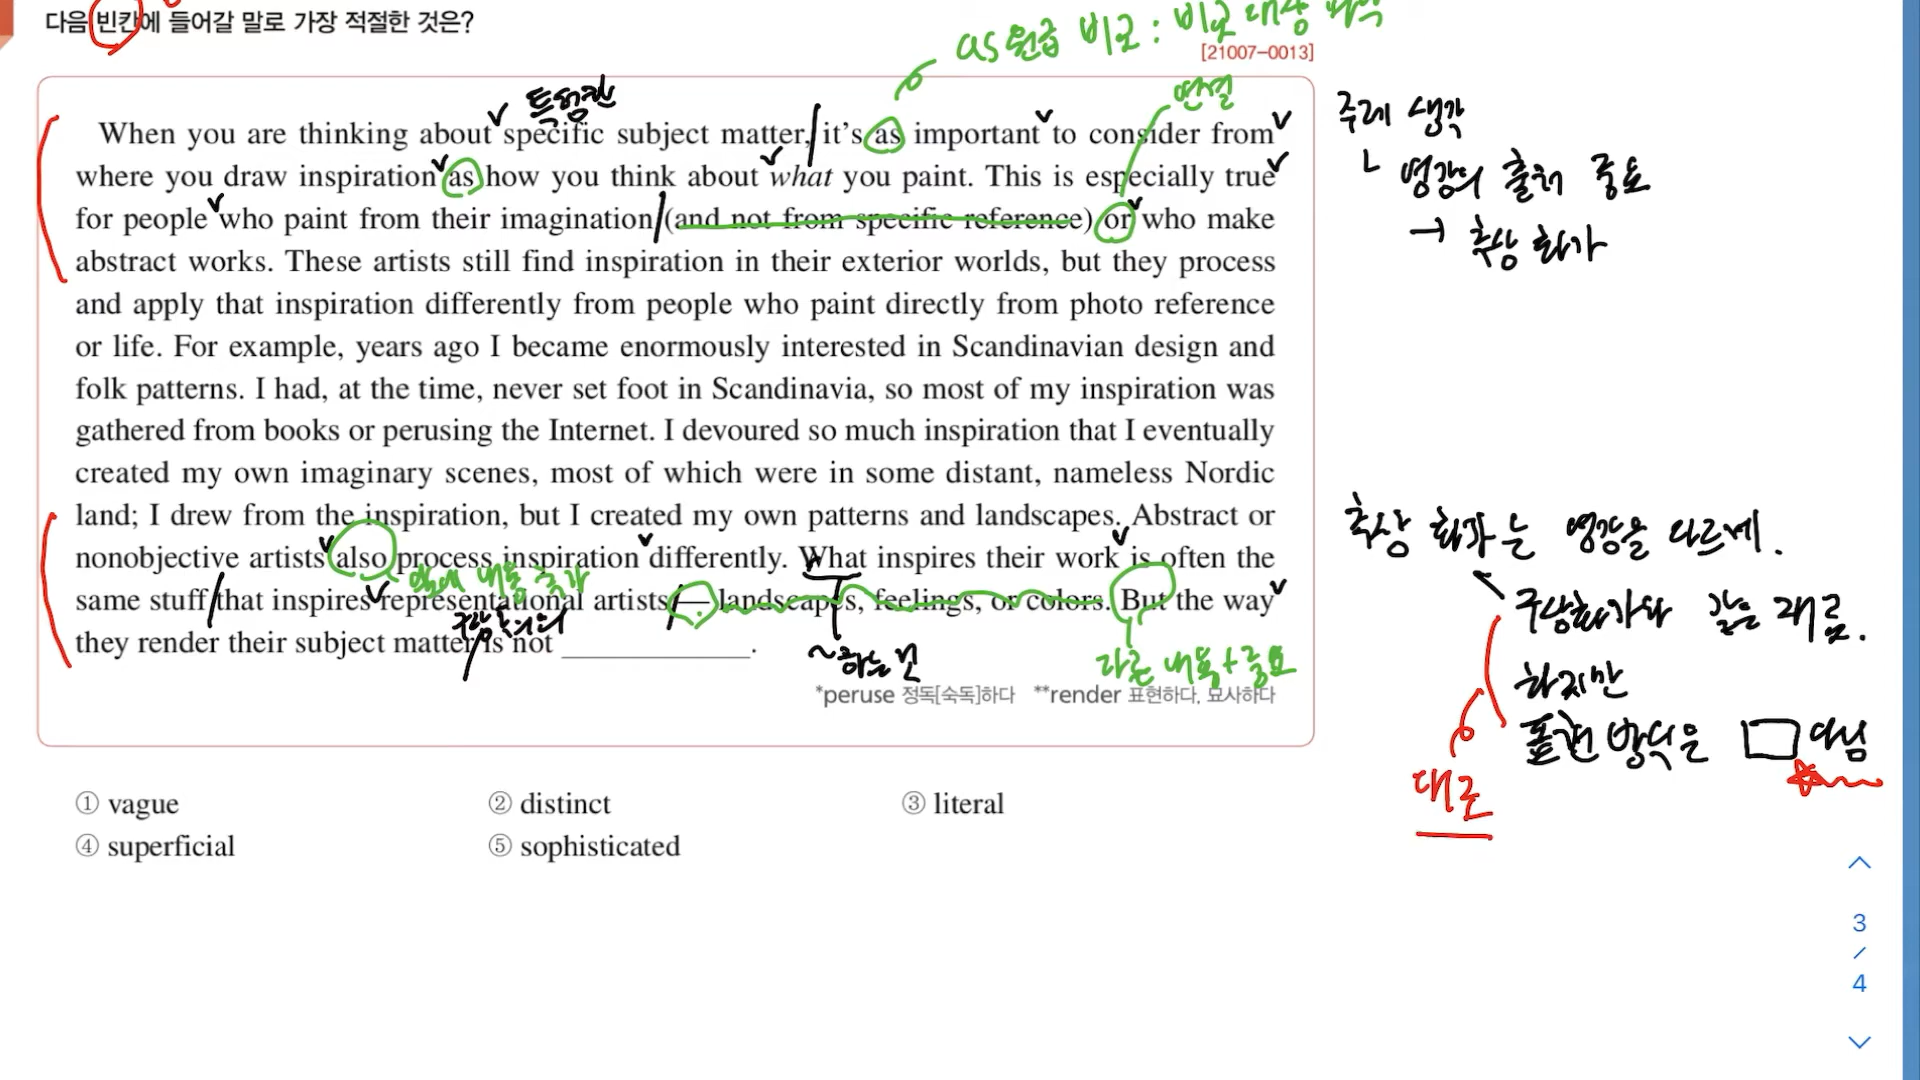 다음 빈칸에 들어갈 말로 가장 적절한 것은?
as 원급 비교 : 비교 대상 파악
[21007-0013]
특정한
연결
When you are thinking about specific subject matter, it's as important to consider from
where you draw inspiration as how you think about what you paint. This is especially true
for people who paint from their imagination (and not from specific reference) or who make
abstract works. These artists still find inspiration in their exterior worlds, but they process
and apply that inspiration differently from people who paint directly from photo reference
or life. For example, years ago I became enormously interested in Scandinavian design and
folk patterns. I had, at the time, never set foot in Scandinavia, so most of my inspiration was
gathered from books or perusing the Internet. I devoured so much inspiration that I eventually
created my own imaginary scenes, most of which were in some distant, nameless Nordic
land; I drew from the inspiration, but I created my own patterns and landscapes. Abstract or
nonobjective artists also process inspiration differently. What inspires their work is often the
앞에 내용 추가
same stuff that inspires representational artists — landscapes, feelings, or colors. But the way
구상주의의
they render their subject matter is not ____________.
~하는 것
다른 내용+중요
*peruse 정독[숙독]하다 **render 표현하다, 묘사하다
① vague
② distinct
③ literal
④ superficial
⑤ sophisticated
주제 생각
ㄴ 영감의 출처 중요
→ 추상 화가
추상 화가는 영감을 다르게.
구상화가와 같은 재료.
하지만
표현 방식은 □ 다님
대조
3
/
4